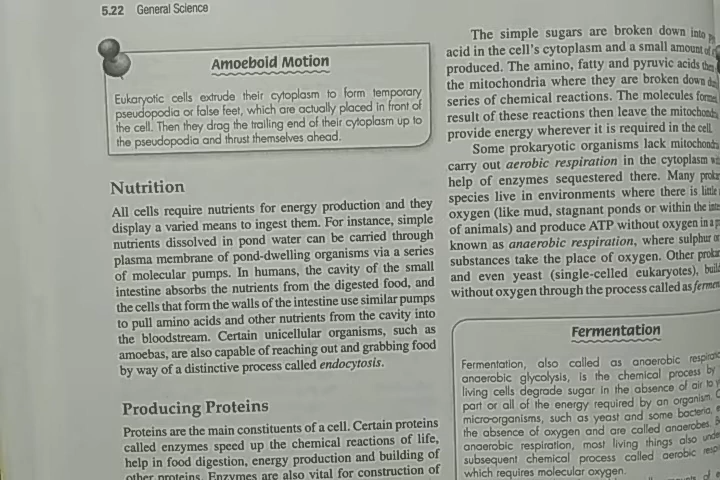 5.22 General Science
Amoeboid Motion
Eukaryotic cells extrude their cytoplasm to form temporary
pseudopodia or false feet, which are actually placed in front of
the cell. Then they drag the trailing end of their cytoplasm up to
the pseudopodia and thrust themselves ahead.
Nutrition
All cells require nutrients for energy production and they
display a varied means to ingest them. For instance, simple
nutrients dissolved in pond water can be carried through
plasma membrane of pond-dwelling organisms via a series
of molecular pumps. In humans, the cavity of the small
intestine absorbs the nutrients from the digested food, and
the cells that form the walls of the intestine use similar pumps
to pull amino acids and other nutrients from the cavity into
the bloodstream. Certain unicellular organisms, such as
amoebas, are also capable of reaching out and grabbing food
by way of a distinctive process called endocytosis.
Producing Proteins
Proteins are the main constituents of a cell. Certain proteins
called enzymes speed up the chemical reactions of life,
help in food digestion, energy production and building of
other proteins. Enzymes are also vital for construction of
The simple sugars are broken down into
acid in the cell's cytoplasm and a small amount of
produced. The amino, fatty and pyruvic acids
the mitochondria where they are broken down
series of chemical reactions. The molecules
result of these reactions then leave the
provide energy wherever it is required in the cell.
Some prokaryotic organisms lack
carry out aerobic respiration in the cytoplasm
help of enzymes sequestered there. Many
species live in environments where there is little
oxygen (like mud, stagnant ponds or within the
of animals) and produce ATP without oxygen in a
known as anaerobic respiration, where sulphur
substances take the place of oxygen. Other
and even yeast (single-celled eukaryotes),
without oxygen through the process called as
Fermentation
Fermentation, also called as anaerobic
anaerobic glycolysis, is the chemical process by
living cells degrade sugar in the absence of air to
part or all of the energy required by an organism.
micro-organisms, such as yeast and some bacteria,
the absence of oxygen and are called anaerobes.
anaerobic respiration, most living things also
subsequent chemical process called aerobic
which requires molecular oxygen.